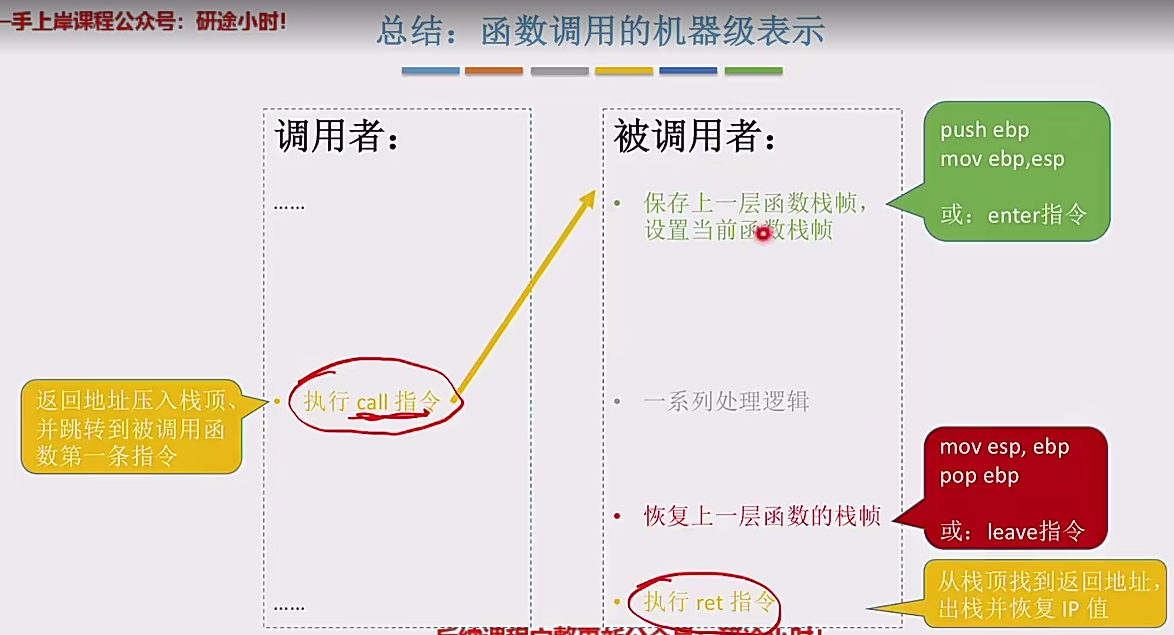 一手上岸课程公众号：研途小时!
总结：函数调用的机器级表示
调用者：
……
返回地址压入栈顶、
并跳转到被调用函
数第一条指令
• 执行 call 指令
……
被调用者：
• 保存上一层函数栈帧，
设置当前函数栈帧
push ebp
mov ebp,esp
或：enter指令
• 一系列处理逻辑
• 恢复上一层函数的栈帧
mov esp, ebp
pop ebp
或：leave指令
• 执行 ret 指令
从栈顶找到返回地址，
出栈并恢复 IP 值